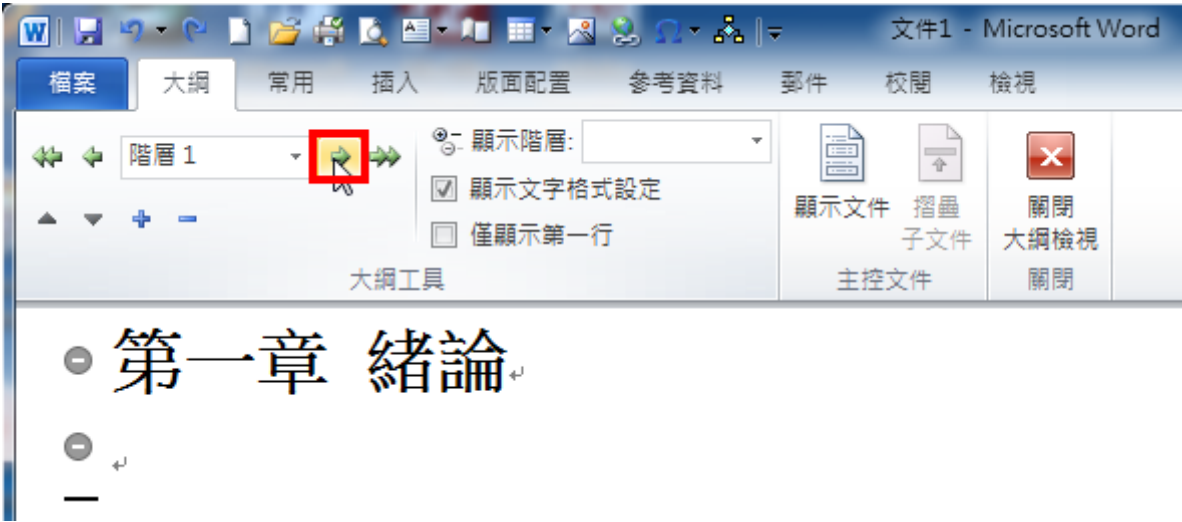 文件1 - Microsoft Word
檔案 大綱 常用 插入 版面配置 參考資料 郵件 校閱 檢視
階層 1
顯示階層:
顯示文字格式設定
僅顯示第一行
大綱工具
顯示文件
摺疊
子文件
主控文件
關閉
大綱檢視
關閉
第一章 緒論